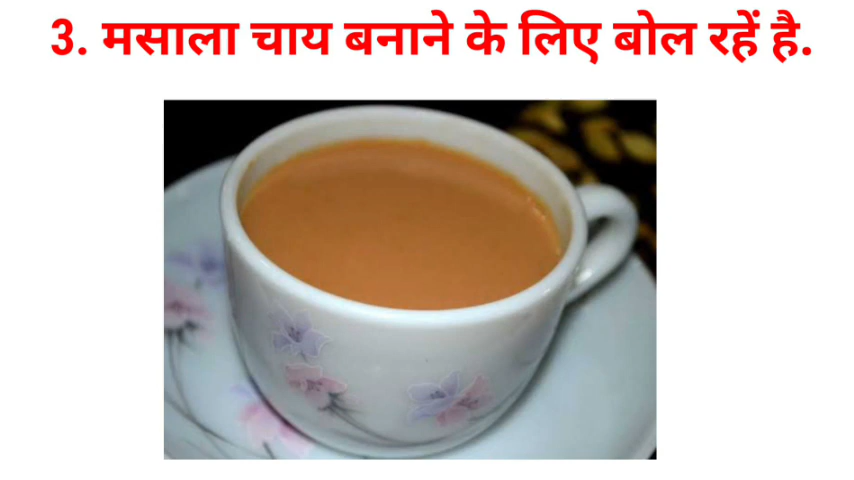 3. मसाला चाय बनाने के लिए बोल रहें है.